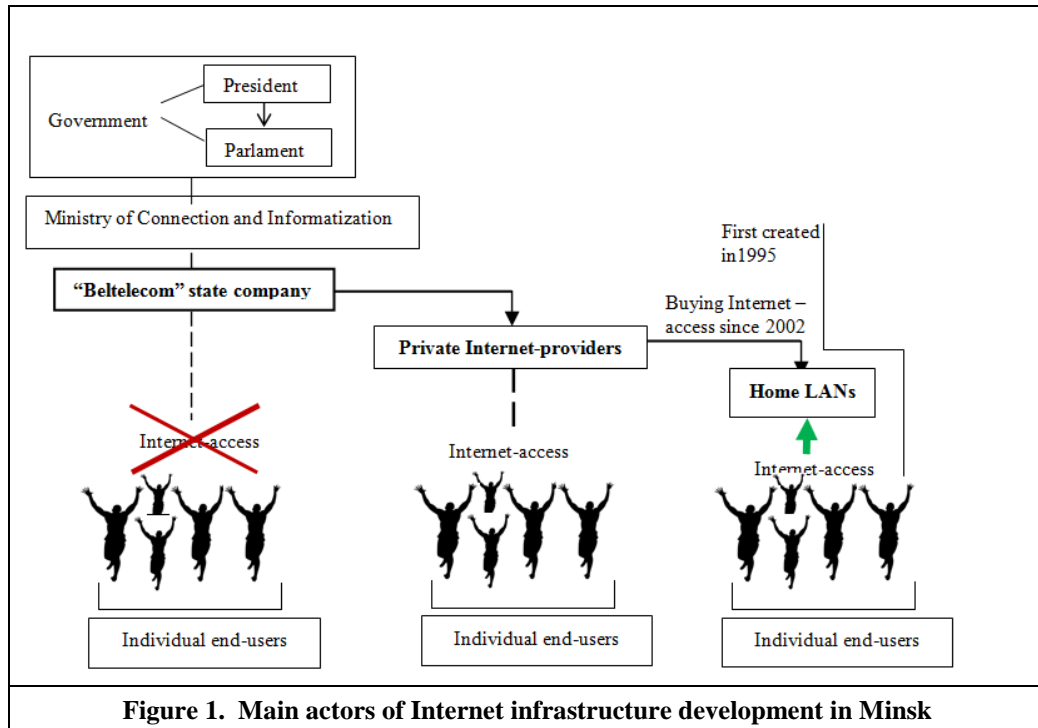 President
Government
Parlament
Ministry of Connection and Informatization
First created
in1995
“Beltelecom” state company
Buying Internet –
access since 2002
Private Internet-providers
Home LANs
Internet-access
Internet-access
Internet-access
Individual end-users
Individual end-users
Individual end-users
Figure 1. Main actors of Internet infrastructure development in Minsk